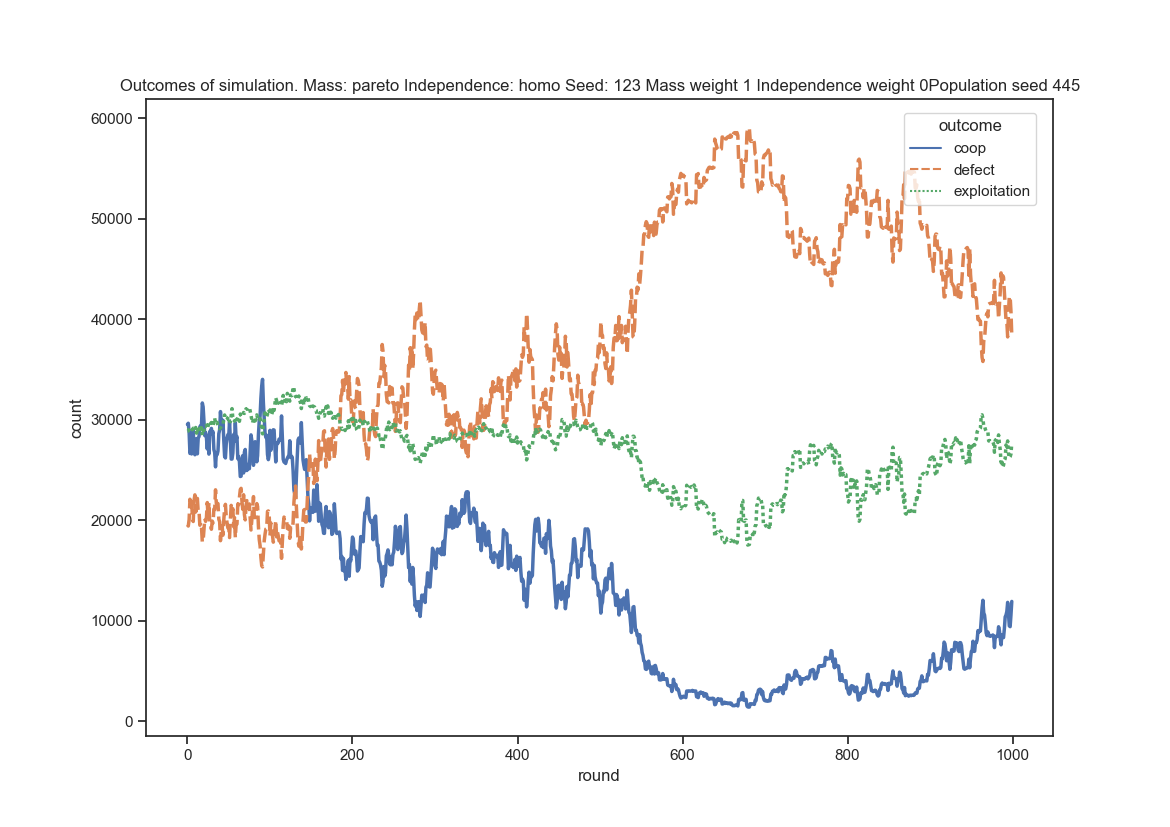 Outcomes of simulation. Mass: pareto Independence: homo Seed: 123 Mass weight 1 Independence weight 0Population seed 445
60000
50000
40000
30000
20000
10000
0
count
outcome
coop
defect
exploitation
0 200 400 600 800 1000
round